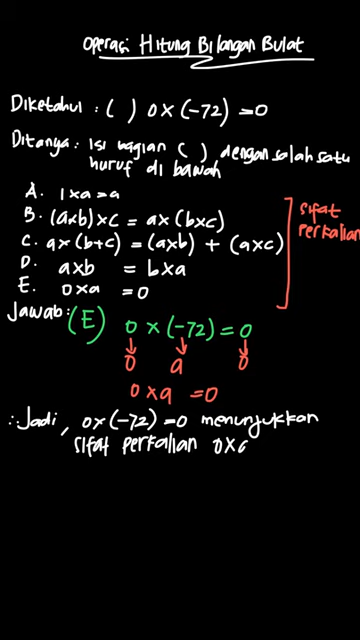 Operasi Hitung Bilangan Bulat
Diketahui : ( ) 0 x (-72) = 0
Ditanya : Isi bagian ( ) dengan salah satu
huruf di bawah
A. 1 x a = a
B. (a x b) x c = a x (b x c)
C. a x (b + c) = (a x b) + (a x c)
D. a x b = b x a
E. 0 x a = 0
sifat
perkalian
Jawab : (E) 0 x (-72) = 0
0 a 0
0 x a = 0
∴ Jadi, 0 x (-72) = 0 menunjukkan
sifat perkalian 0 x